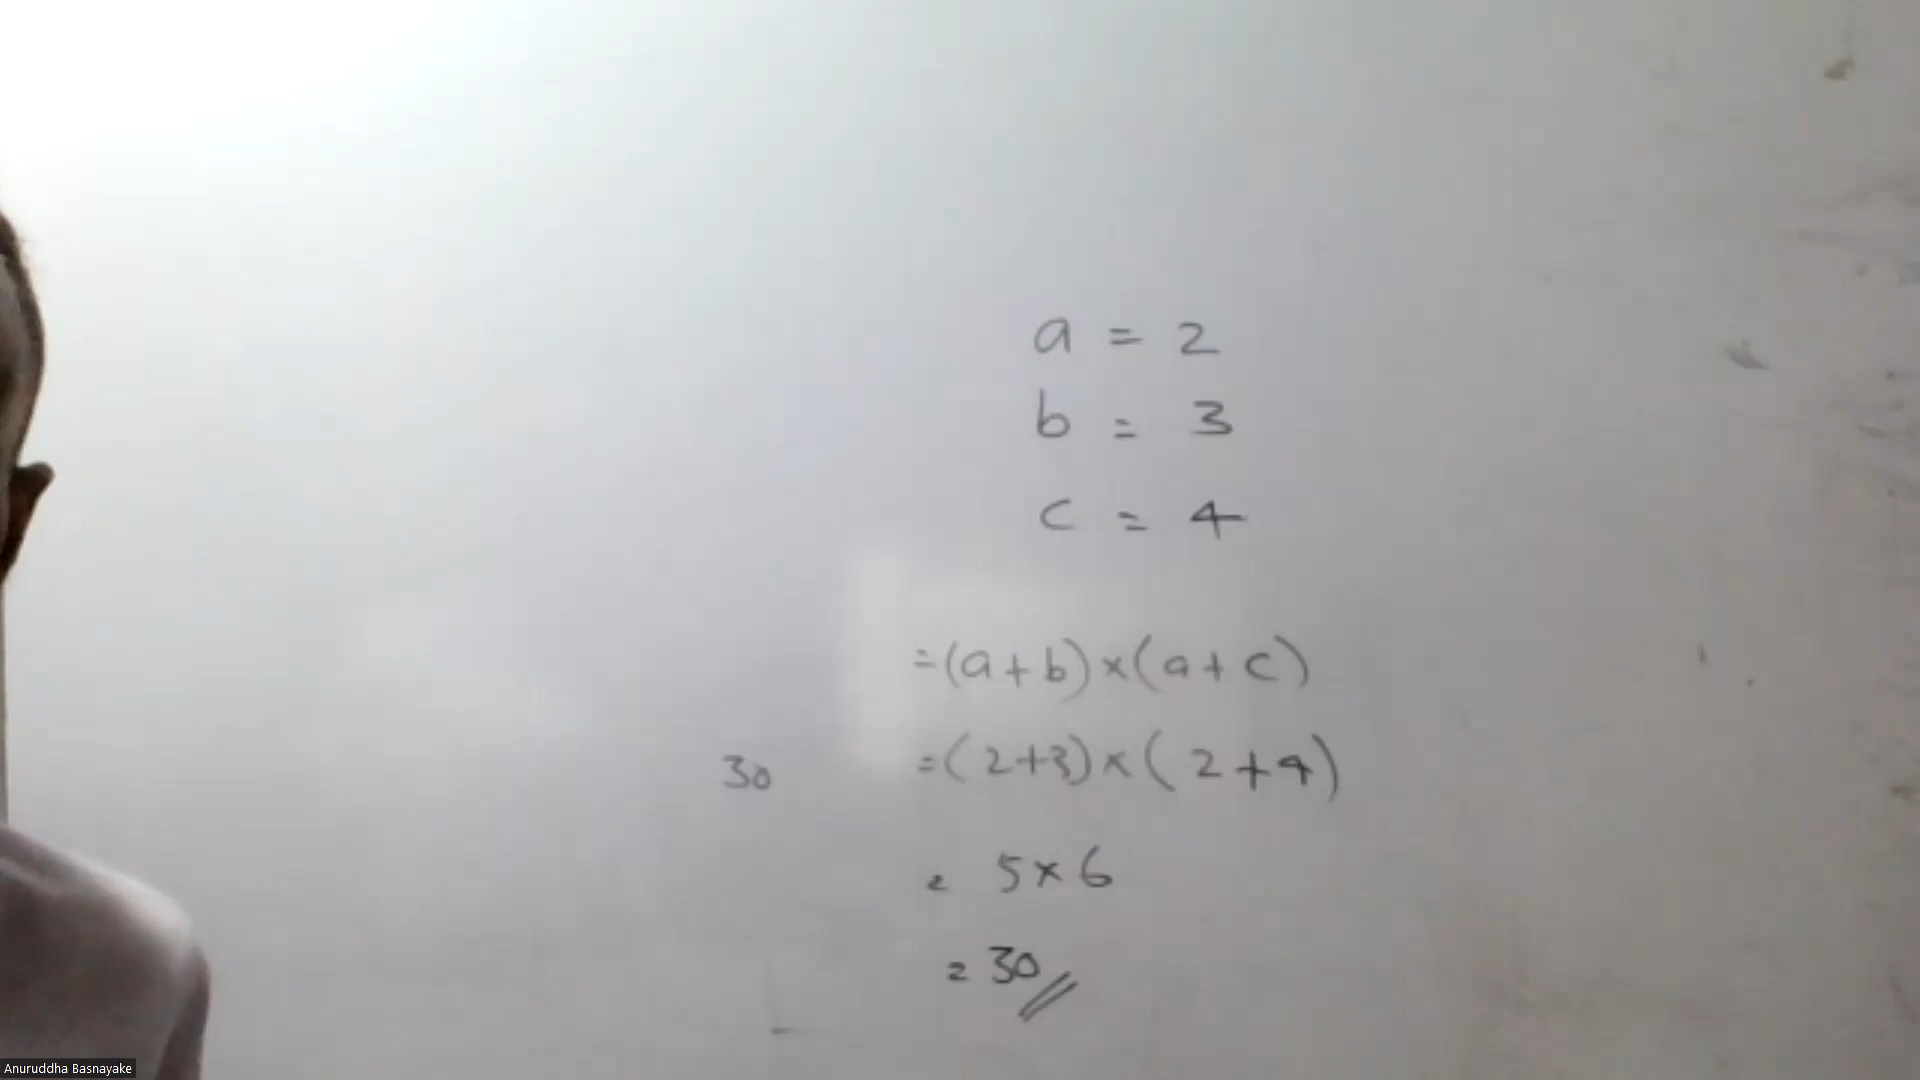 a = 2
b = 3
c = 4
=(a+b)×(a+c)
30 =(2+3)×(2+4)
= 5×6
= 30//
Anuruddha Basnayake